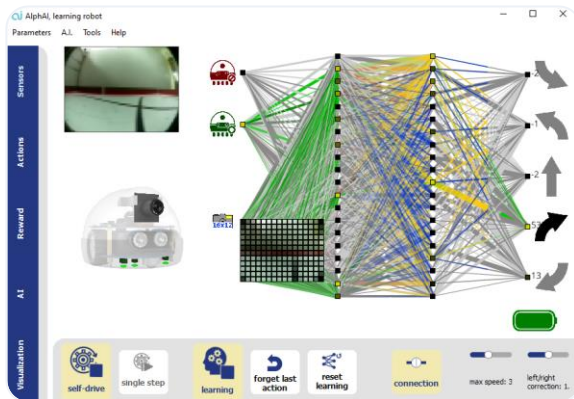 AlphAI, learning robot
Parameters A.I. Tools Help
Sensors
Actions
Reward
AI
Visualization
16x12
-2
-1
-2
53
13
self-drive
single step
learning
forget last
action
reset
learning
connection
max speed: 3
left/right
correction: 1.